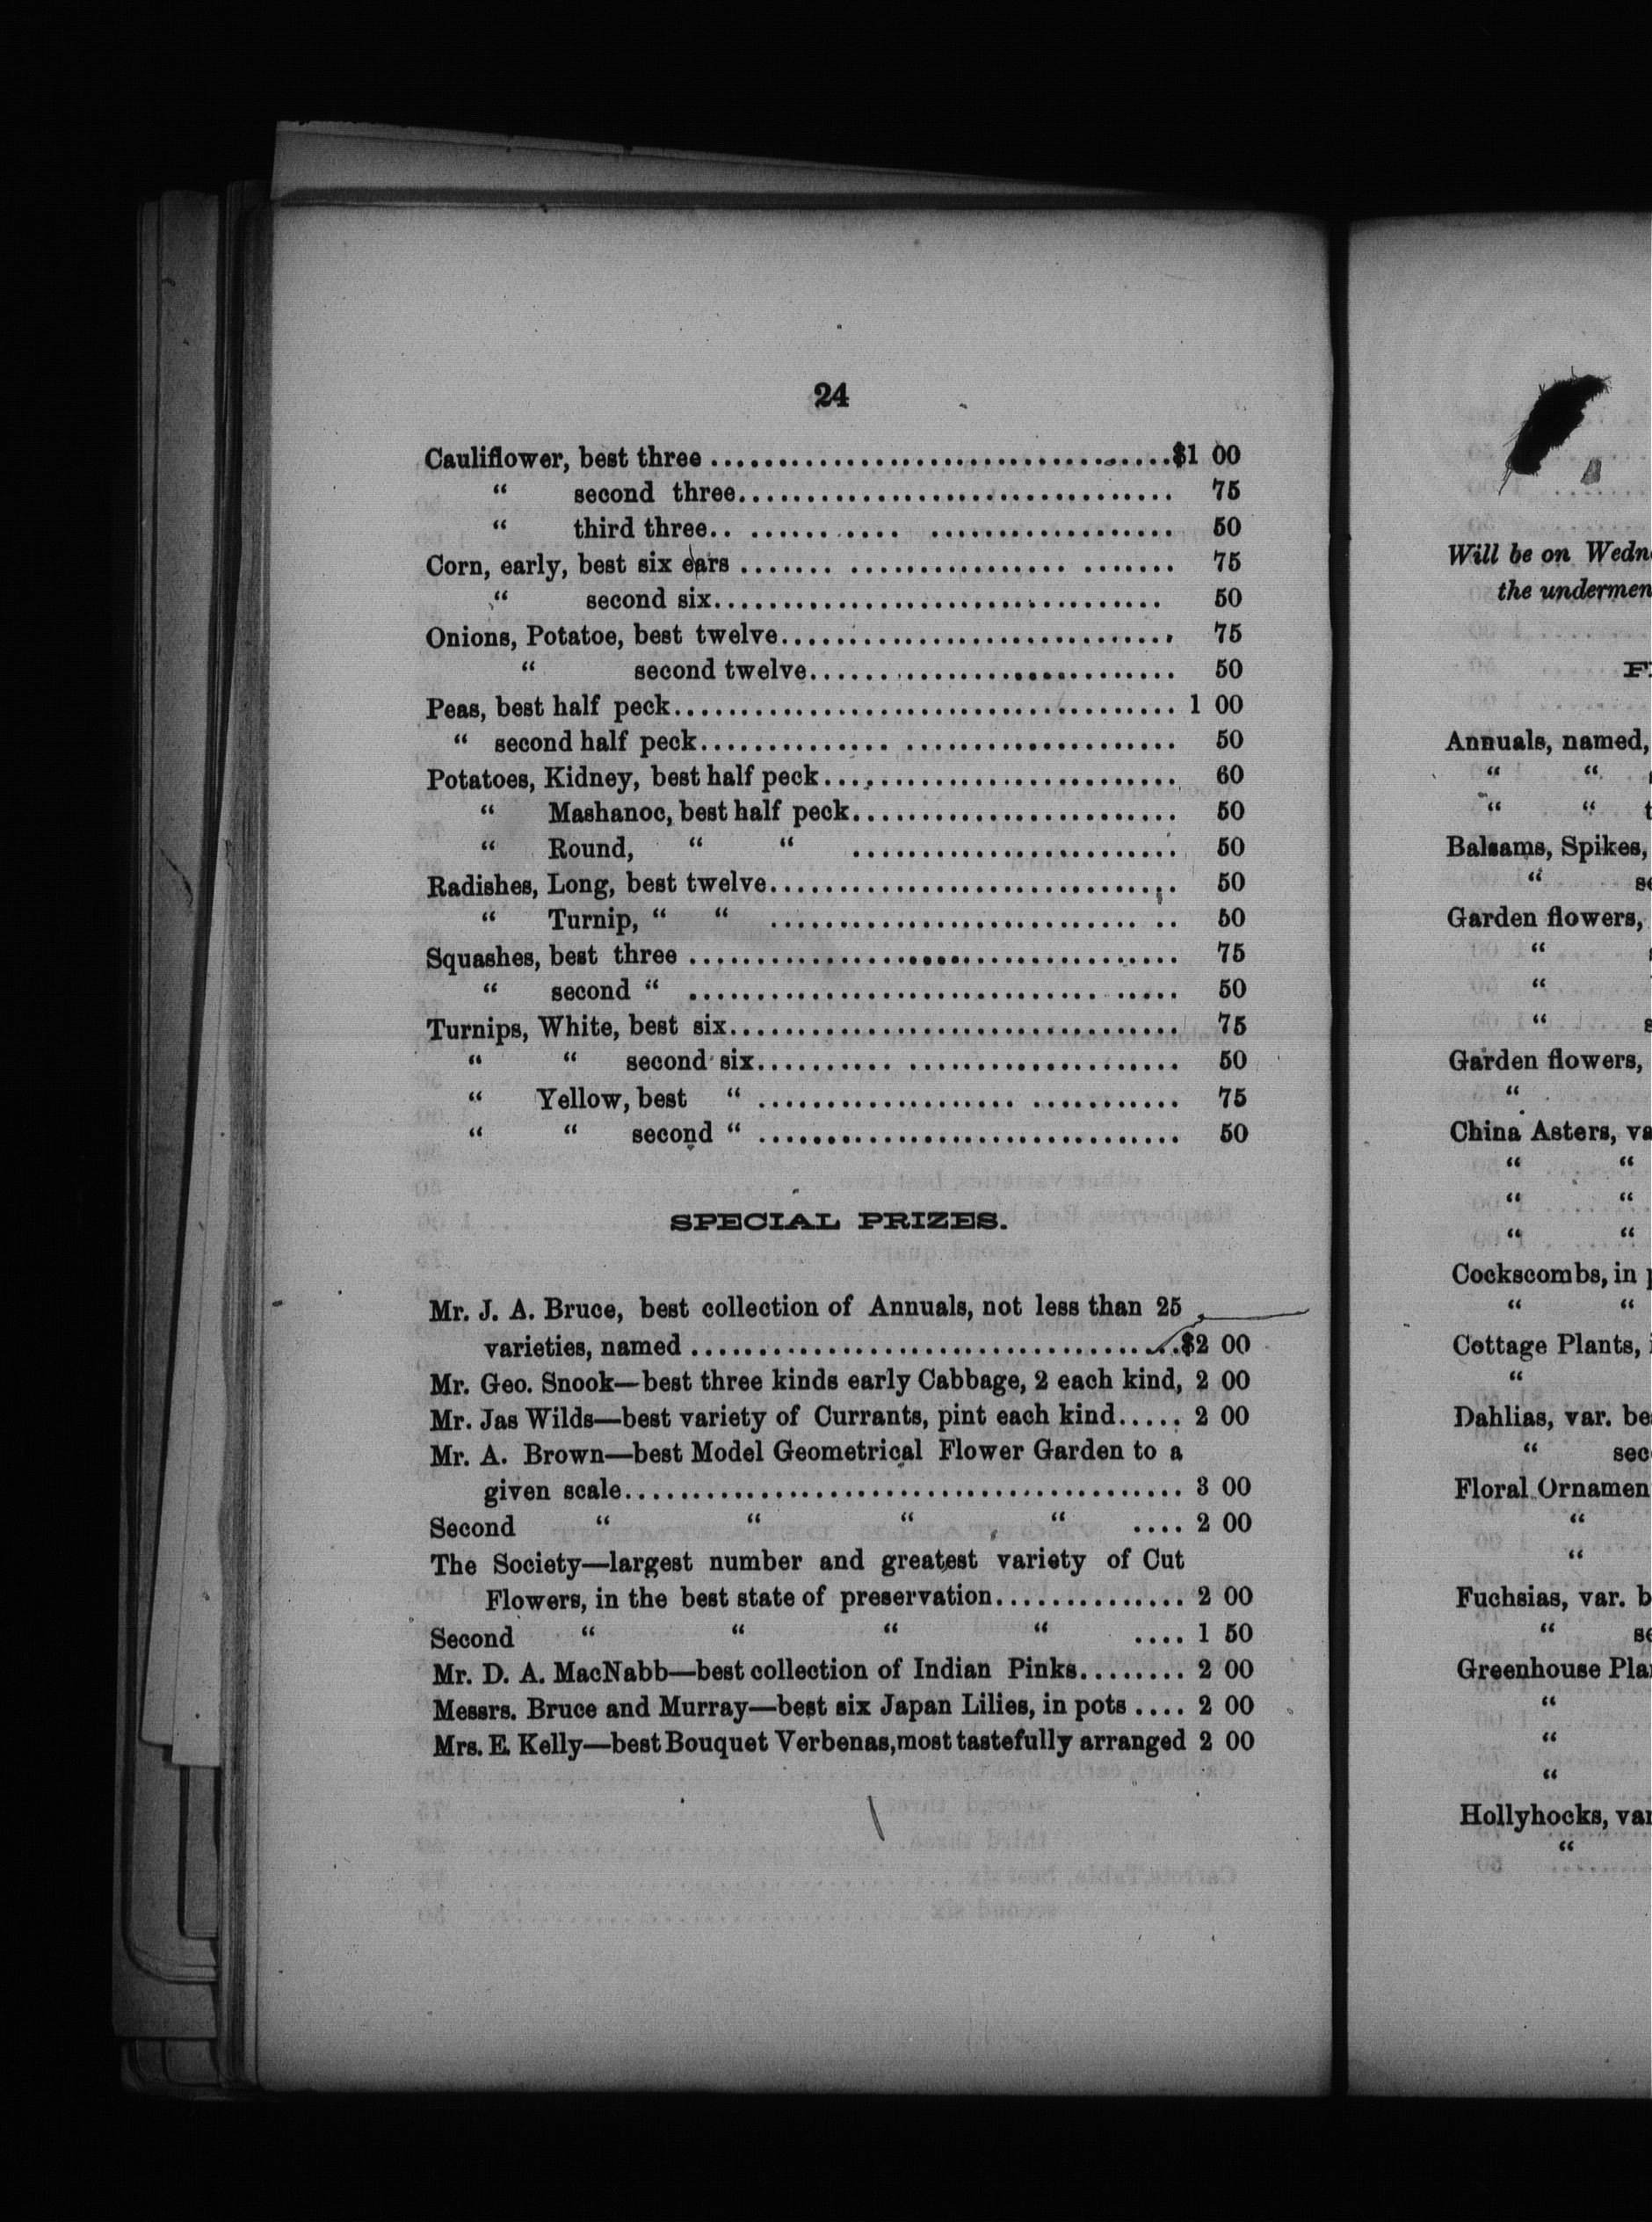 24
Cauliflower, best three ........ $1 00
“ second three........ 75
“ third three........ 50
Corn, early, best six ears ........ 75
“ second six........ 50
Onions, Potatoe, best twelve........ 75
“ second twelve........ 50
Peas, best half peck........ 1 00
“ second half peck........ 50
Potatoes, Kidney, best half peck........ 60
“ Mashanoc, best half peck........ 50
“ Round, “ “ ........ 50
Radishes, Long, best twelve........ 50
“ Turnip, “ “ ........ 50
Squashes, best three ........ 75
“ second “ ........ 50
Turnips, White, best six........ 75
“ “ second six........ 50
“ Yellow, best “ ........ 75
“ “ second “ ........ 50
SPECIAL PRIZES.
Mr. J. A. Bruce, best collection of Annuals, not less than 25
varieties, named ........ $2 00
Mr. Geo. Snook—best three kinds early Cabbage, 2 each kind, 2 00
Mr. Jas Wilds—best variety of Currants, pint each kind..... 2 00
Mr. A. Brown—best Model Geometrical Flower Garden to a
given scale........ 3 00
Second “ “ “ “ .... 2 00
The Society—largest number and greatest variety of Cut
Flowers, in the best state of preservation........ 2 00
Second “ “ “ “ .... 1 50
Mr. D. A. MacNabb—best collection of Indian Pinks........ 2 00
Messrs. Bruce and Murray—best six Japan Lilies, in pots .... 2 00
Mrs. E. Kelly—best Bouquet Verbenas, most tastefully arranged 2 00
Will be on
the
Annuals, named,
“ “
“ “
Balsams, Spikes,
“
Garden flowers,
“
“
“
Garden flowers,
“
China Asters,
“ “
“ “
“ “
Cockscombs, in
“ “
Cottage Plants,
“
Dahlias, var.
“
Floral
“
“
Fuchsias, var.
“
Greenhouse
“
“
“
Hollyhocks,
“